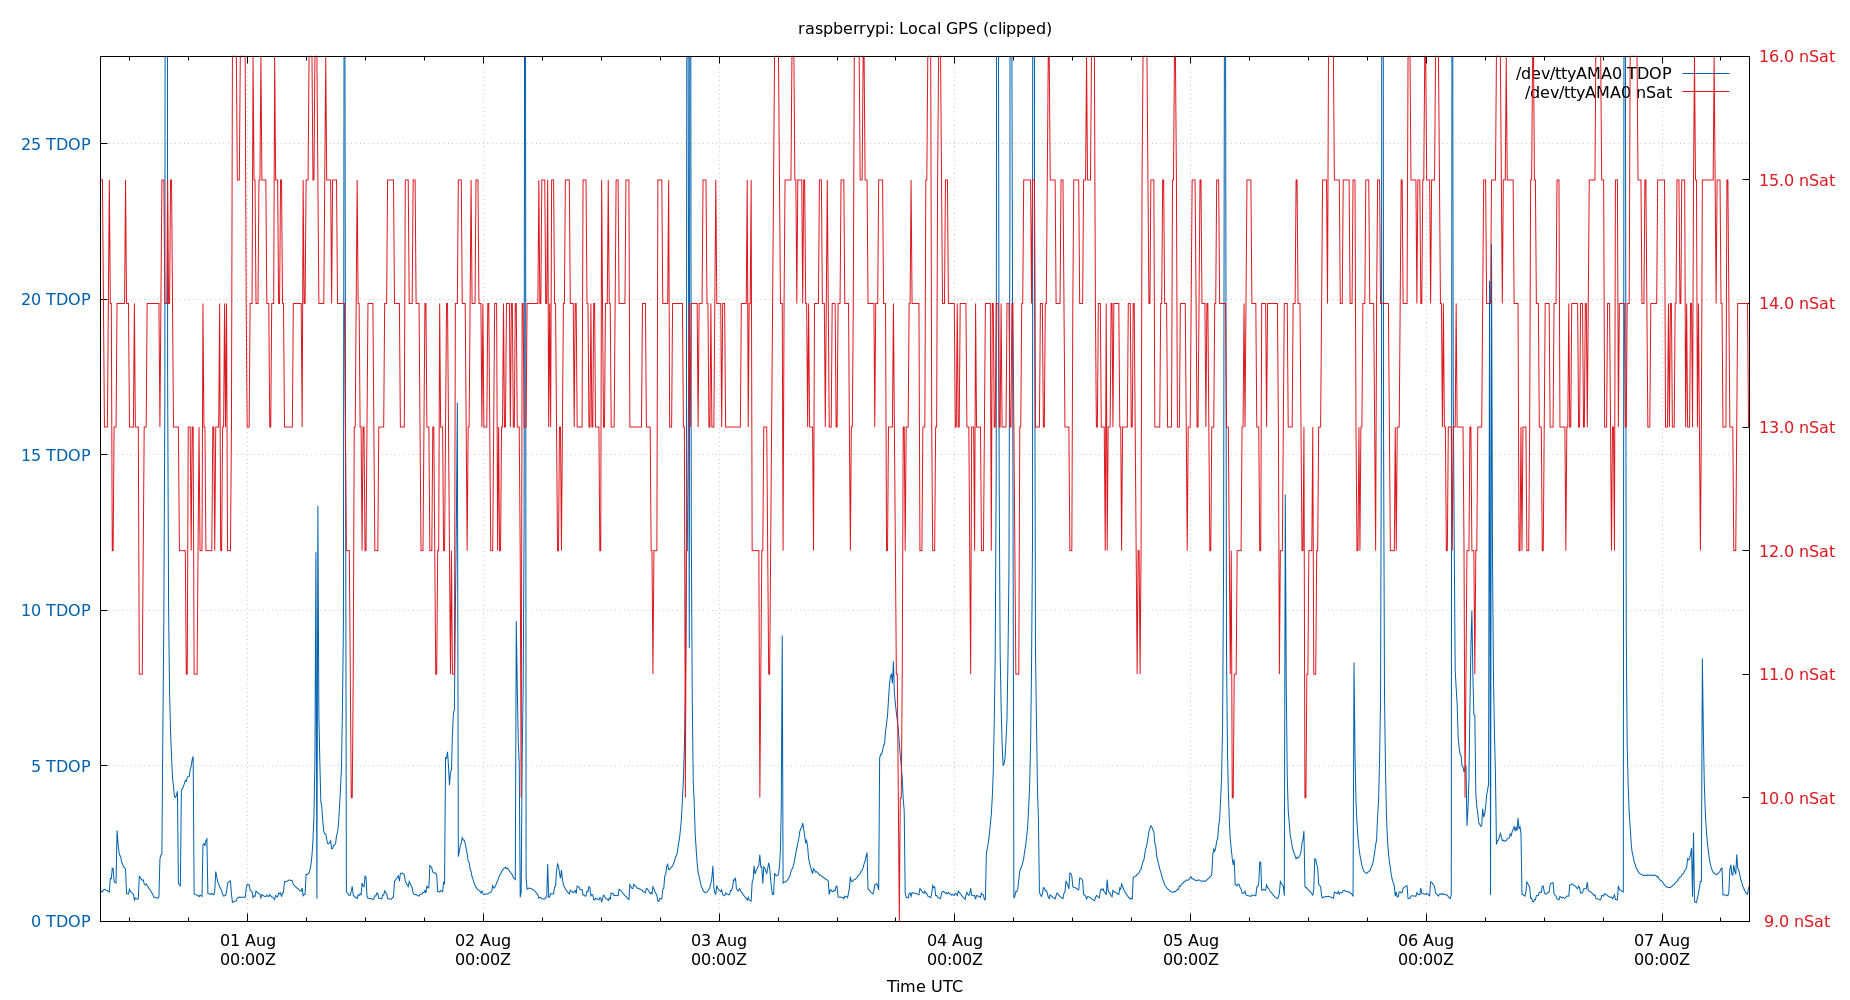 raspberrypi: Local GPS (clipped)
16.0 nSat
/dev/ttyAMA0 TDOP
/dev/ttyAMA0 nSat
25 TDOP
15.0 nSat
20 TDOP
14.0 nSat
15 TDOP
13.0 nSat
12.0 nSat
10 TDOP
11.0 nSat
5 TDOP
10.0 nSat
0 TDOP
9.0 nSat
01 Aug 02 Aug 03 Aug 04 Aug 05 Aug 06 Aug 07 Aug
00:00Z 00:00Z 00:00Z 00:00Z 00:00Z 00:00Z 00:00Z
Time UTC